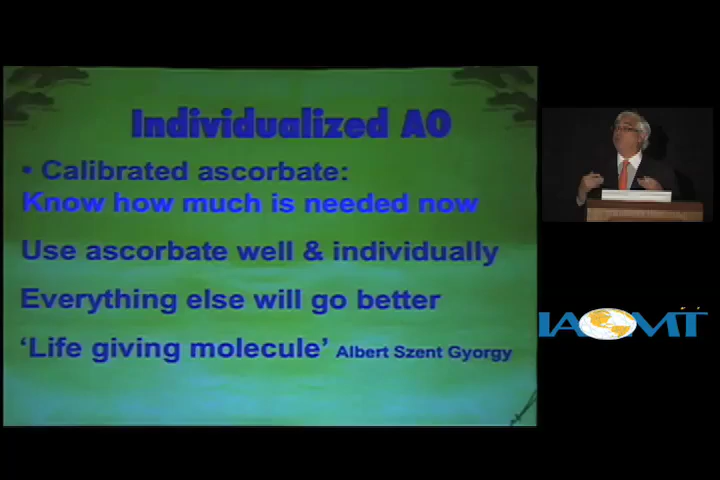 Individualized AO
• Calibrated ascorbate:
Know how much is needed now
Use ascorbate well & individually
Everything else will go better
‘Life giving molecule’ Albert Szent Gyorgy
IAOMT